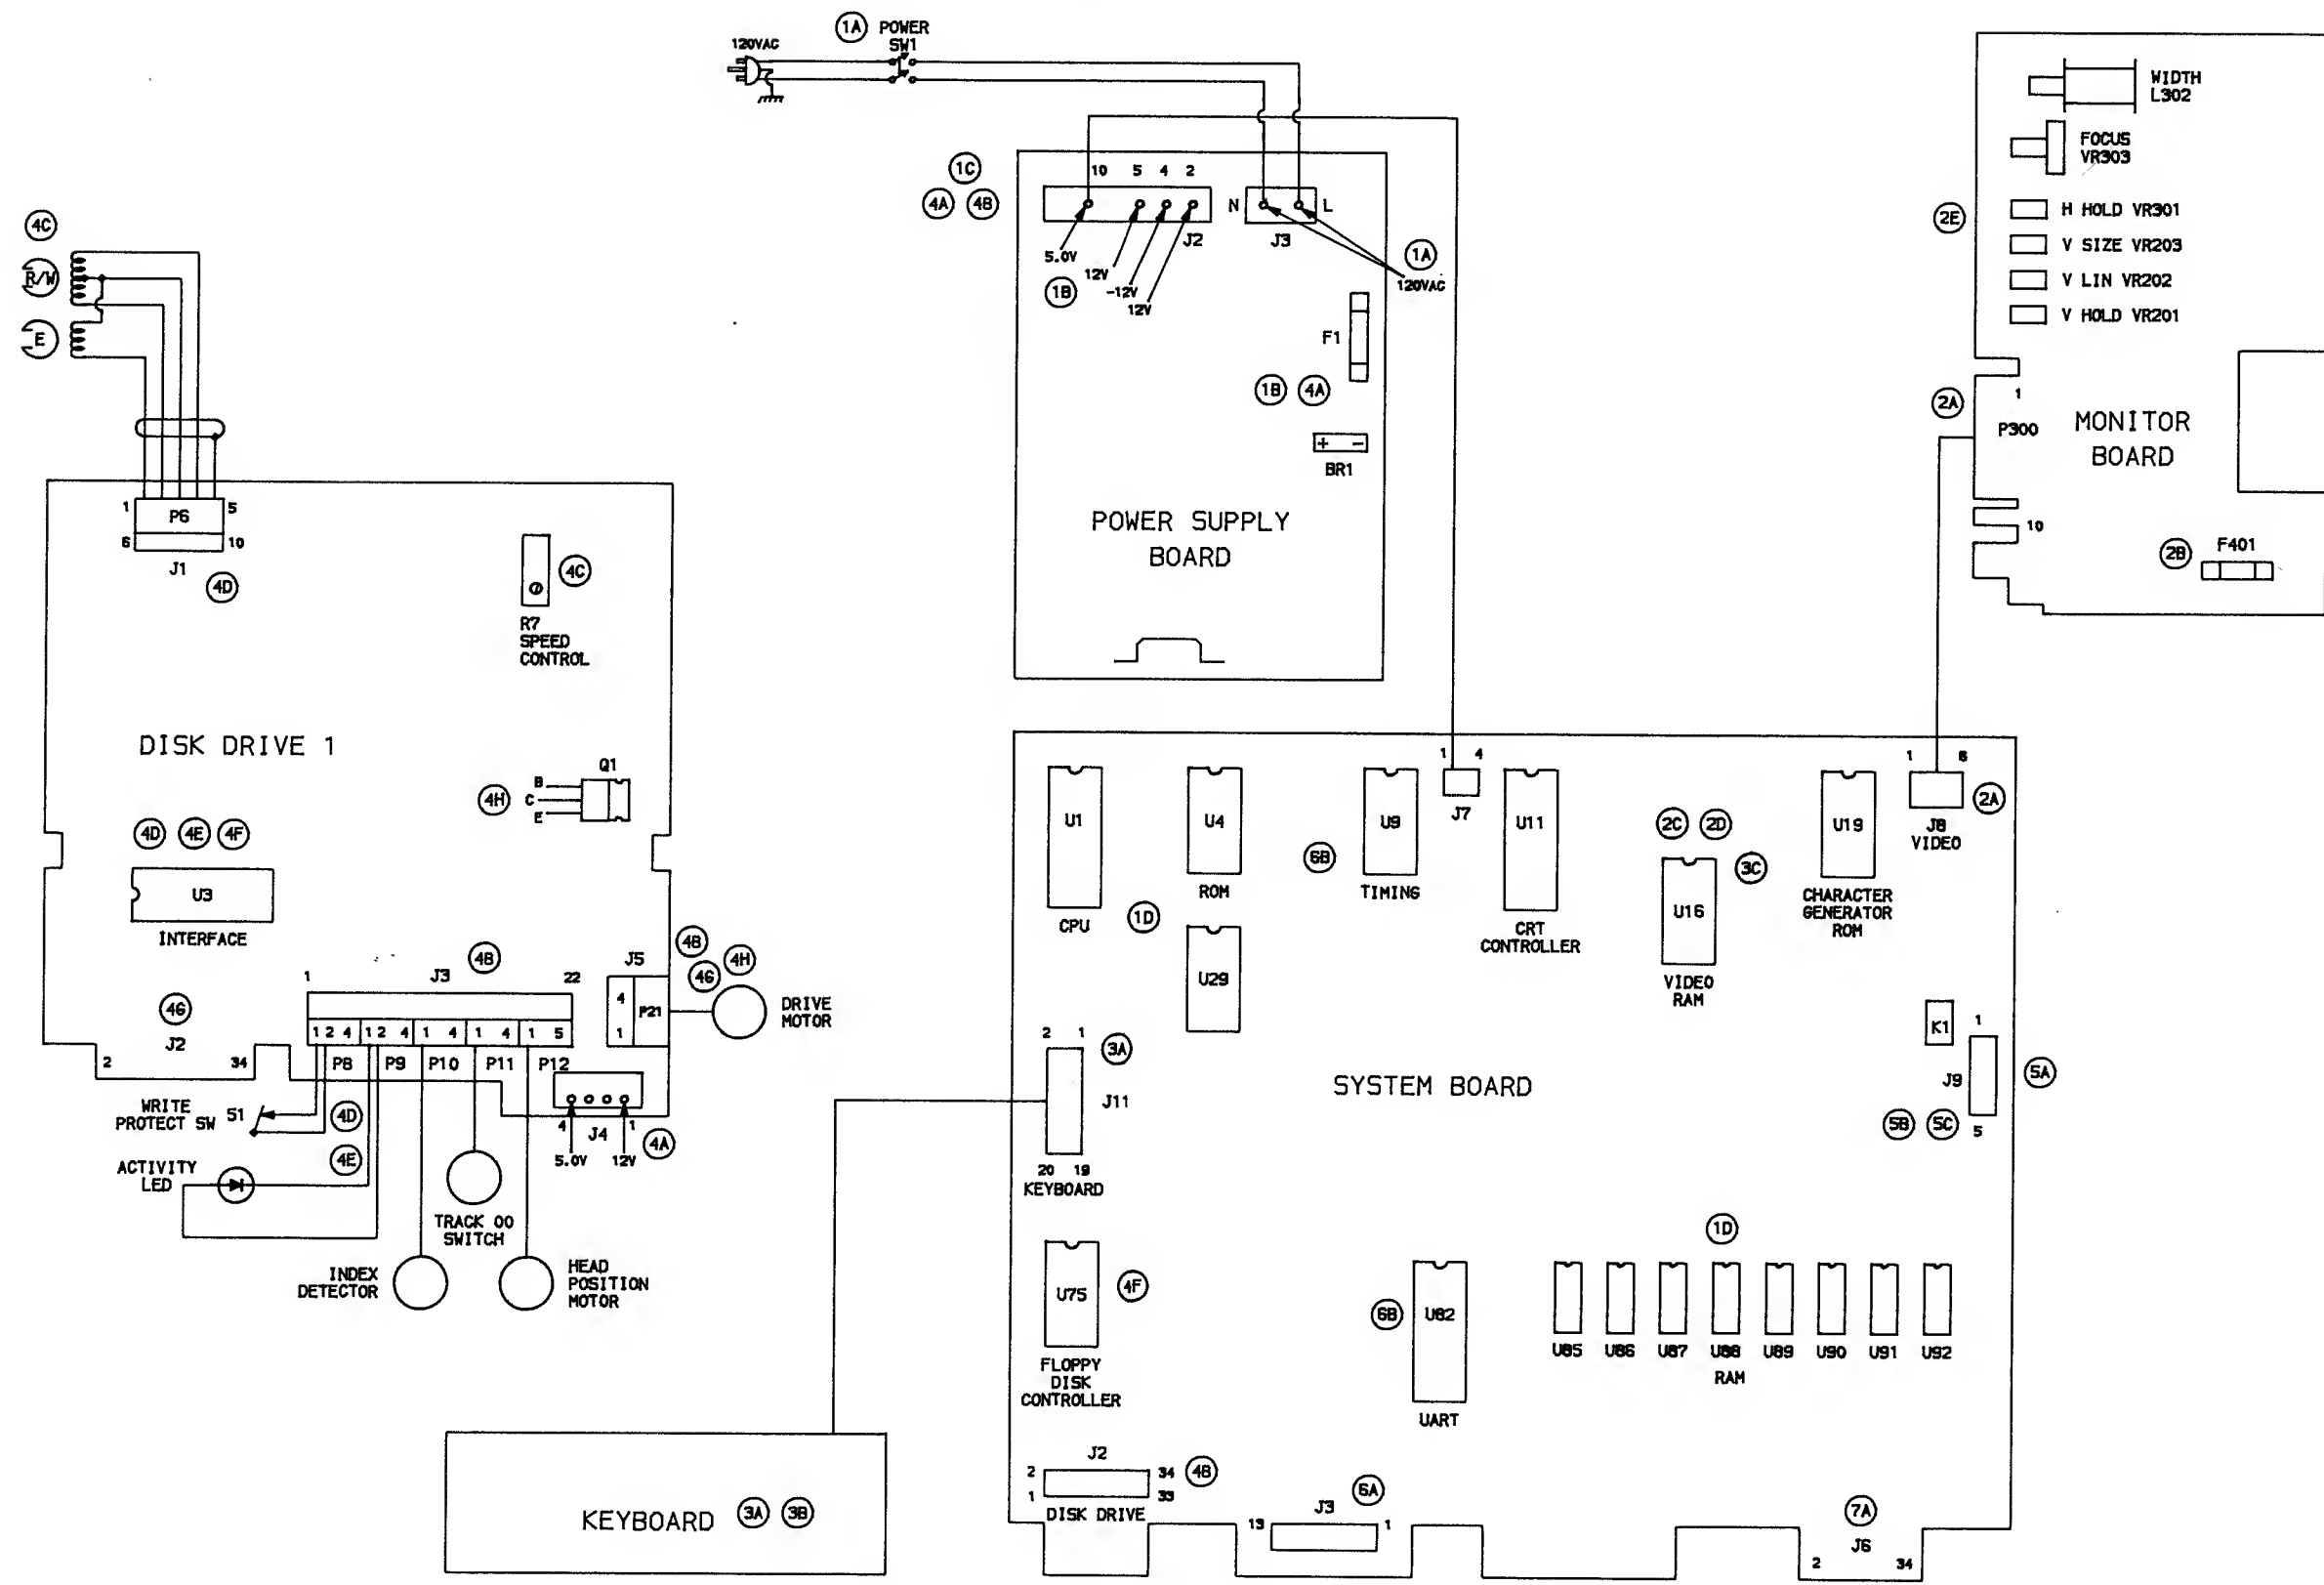 1A POWER
SW1
120VAC
WIDTH
L302
FOCUS
VR303
2E
H HOLD VR301
V SIZE VR203
V LIN VR202
V HOLD VR201
2A
1
P300
MONITOR
BOARD
10
2B
F401
1C
4A 4B
10 5 4 2
N L
J2
J3
5.0V
12V
-12V
12V
1B
1A
120VAC
F1
1B 4A
+ -
BR1
POWER SUPPLY
BOARD
4C
R/W
E
1 P6 5
6 10
J1
4D
4C
R7
SPEED
CONTROL
DISK DRIVE 1
Q1
B
C
E
4H
4D 4E 4F
U3
INTERFACE
4G
J2
2 34
1 J3 4B 22
1 2 4 1 2 4 1 4 1 4 1 5
P8 P9 P10 P11 P12
J5
4
1
P21
4B
4G 4H
DRIVE
MOTOR
WRITE
PROTECT SW
S1
4D
4E
ACTIVITY
LED
4 J4 1
5.0V 12V
4A
TRACK 00
SWITCH
INDEX
DETECTOR
HEAD
POSITION
MOTOR
KEYBOARD 3A 3B
U1
CPU
1D
U4
ROM
U29
6B
U9
TIMING
1 4
J7
U11
CRT
CONTROLLER
2C 2D
3C
U16
VIDEO
RAM
U19
CHARACTER
GENERATOR
ROM
1 6
J8
VIDEO
2A
K1
1
J9
5
5A
5B 5C
2 1
3A
J11
20 19
KEYBOARD
SYSTEM BOARD
U75
4F
FLOPPY
DISK
CONTROLLER
6B
U82
UART
1D
U85 U86 U87 U88 U89 U90 U91 U92
RAM
J2
2 34
1 33
4B
DISK DRIVE
6A
13 J3 1
7A
J6
2 34